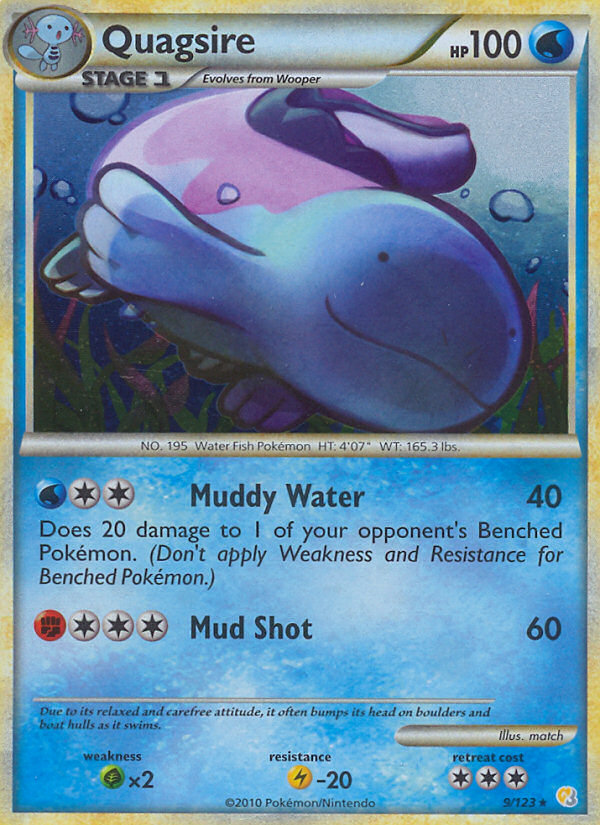 Quagsire
HP100
STAGE 1
Evolves from Wooper
NO. 195 Water Fish Pokémon HT: 4'07" WT: 165.3 lbs.
Muddy Water 40
Does 20 damage to 1 of your opponent's Benched
Pokémon. (Don't apply Weakness and Resistance for
Benched Pokémon.)
Mud Shot 60
Due to its relaxed and carefree attitude, it often bumps its head on boulders and
boat hulls as it swims.
Illus. match
weakness resistance retreat cost
×2 -20
9/123 ★
©2010 Pokémon/Nintendo